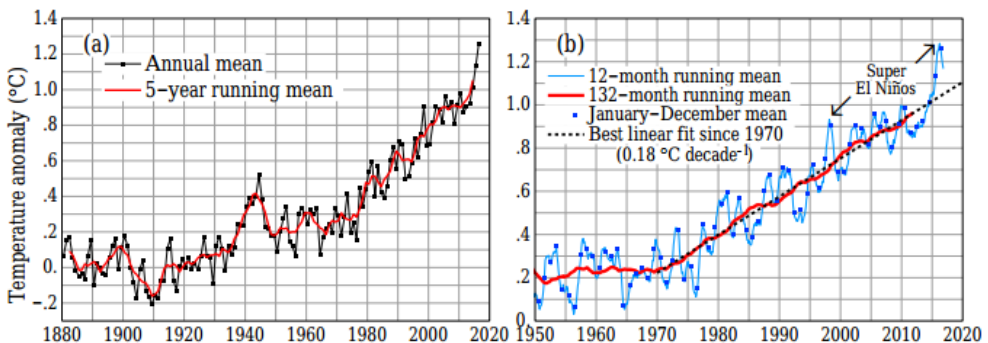 1.4
1.2
1.0
.8
.6
.4
.2
0.
−.2
Temperature anomaly (°C)
(a)
Annual mean
5−year running mean
1880
1900
1920
1940
1960
1980
2000
2020
1.4
1.2
1.0
.8
.6
.4
.2
0.
(b)
12−month running mean
132−month running mean
January−December mean
Best linear fit since 1970
(0.18 °C decade-1)
Super
El Niños
1950
1960
1970
1980
1990
2000
2010
2020